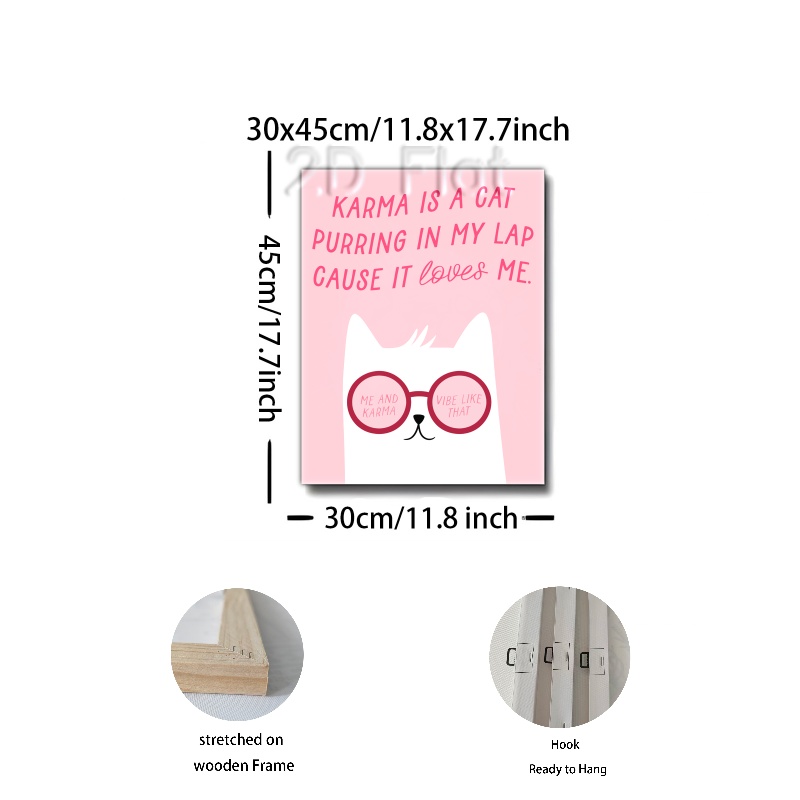 30x45cm/11.8x17.7inch
2D Flat
KARMA IS A CAT
PURRING IN MY LAP
CAUSE IT loves ME.
45cm/17.7inch
ME AND
KARMA
VIBE LIKE
THAT
30cm/11.8 inch
stretched on
wooden Frame
Hook
Ready to Hang